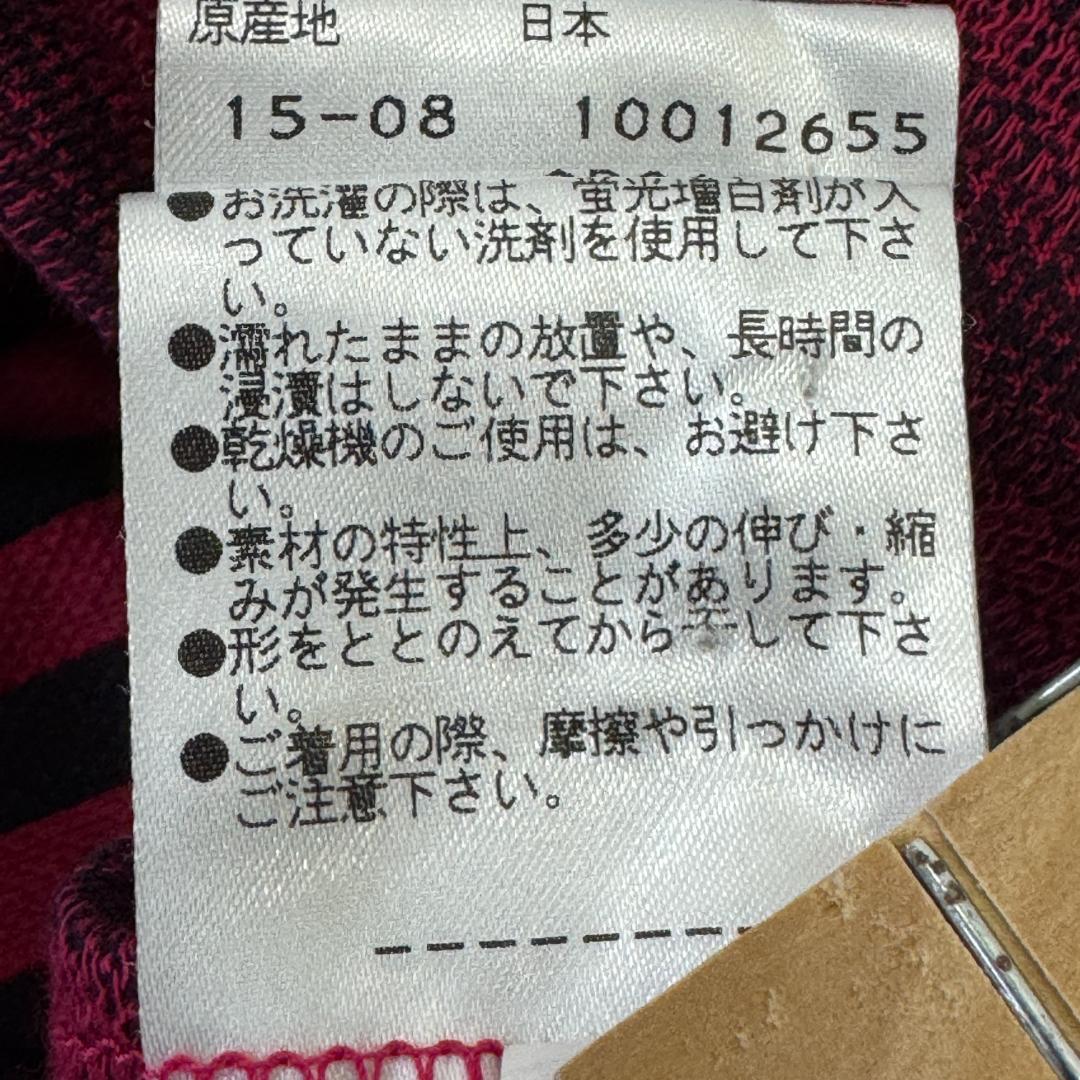 原産地 日本
15-08 10012655
●お洗濯の際は、蛍光増白剤が入
っていない洗剤を使用して下さ
い。
●濡れたままの放置や、長時間の
浸漬はしないで下さい。
●乾燥機のご使用は、お避け下さ
い。
●素材の特性上、多少の伸び・縮
みが発生することがあります。
●形をととのえてから干して下さ
い。
●ご着用の際、摩擦や引っかけに
ご注意下さい。